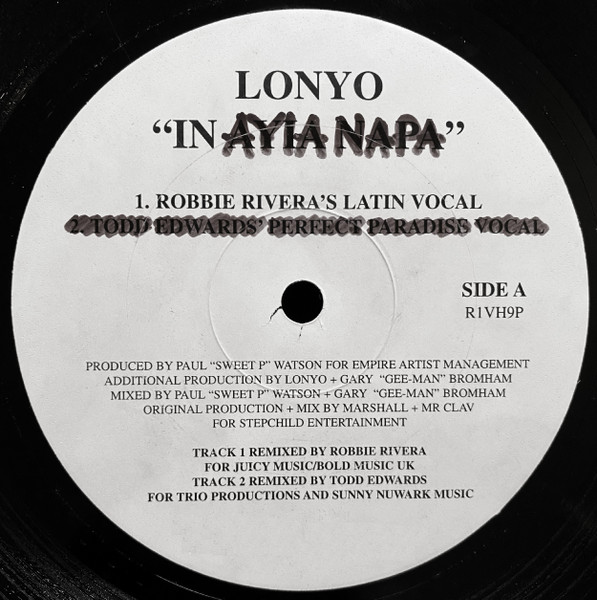 LONYO
“IN AYIA NAPA”
1. ROBBIE RIVERA'S LATIN VOCAL
2. TODD EDWARDS' PERFECT PARADISE VOCAL
SIDE A
R1VH9P
PRODUCED BY PAUL “SWEET P” WATSON FOR EMPIRE ARTIST MANAGEMENT
ADDITIONAL PRODUCTION BY LONYO + GARY “GEE-MAN” BROMHAM
MIXED BY PAUL “SWEET P” WATSON + GARY “GEE-MAN” BROMHAM
ORIGINAL PRODUCTION + MIX BY MARSHALL + MR CLAV
FOR STEPCHILD ENTERTAINMENT
TRACK 1 REMIXED BY ROBBIE RIVERA
FOR JUICY MUSIC/BOLD MUSIC UK
TRACK 2 REMIXED BY TODD EDWARDS
FOR TRIO PRODUCTIONS AND SUNNY NUWARK MUSIC